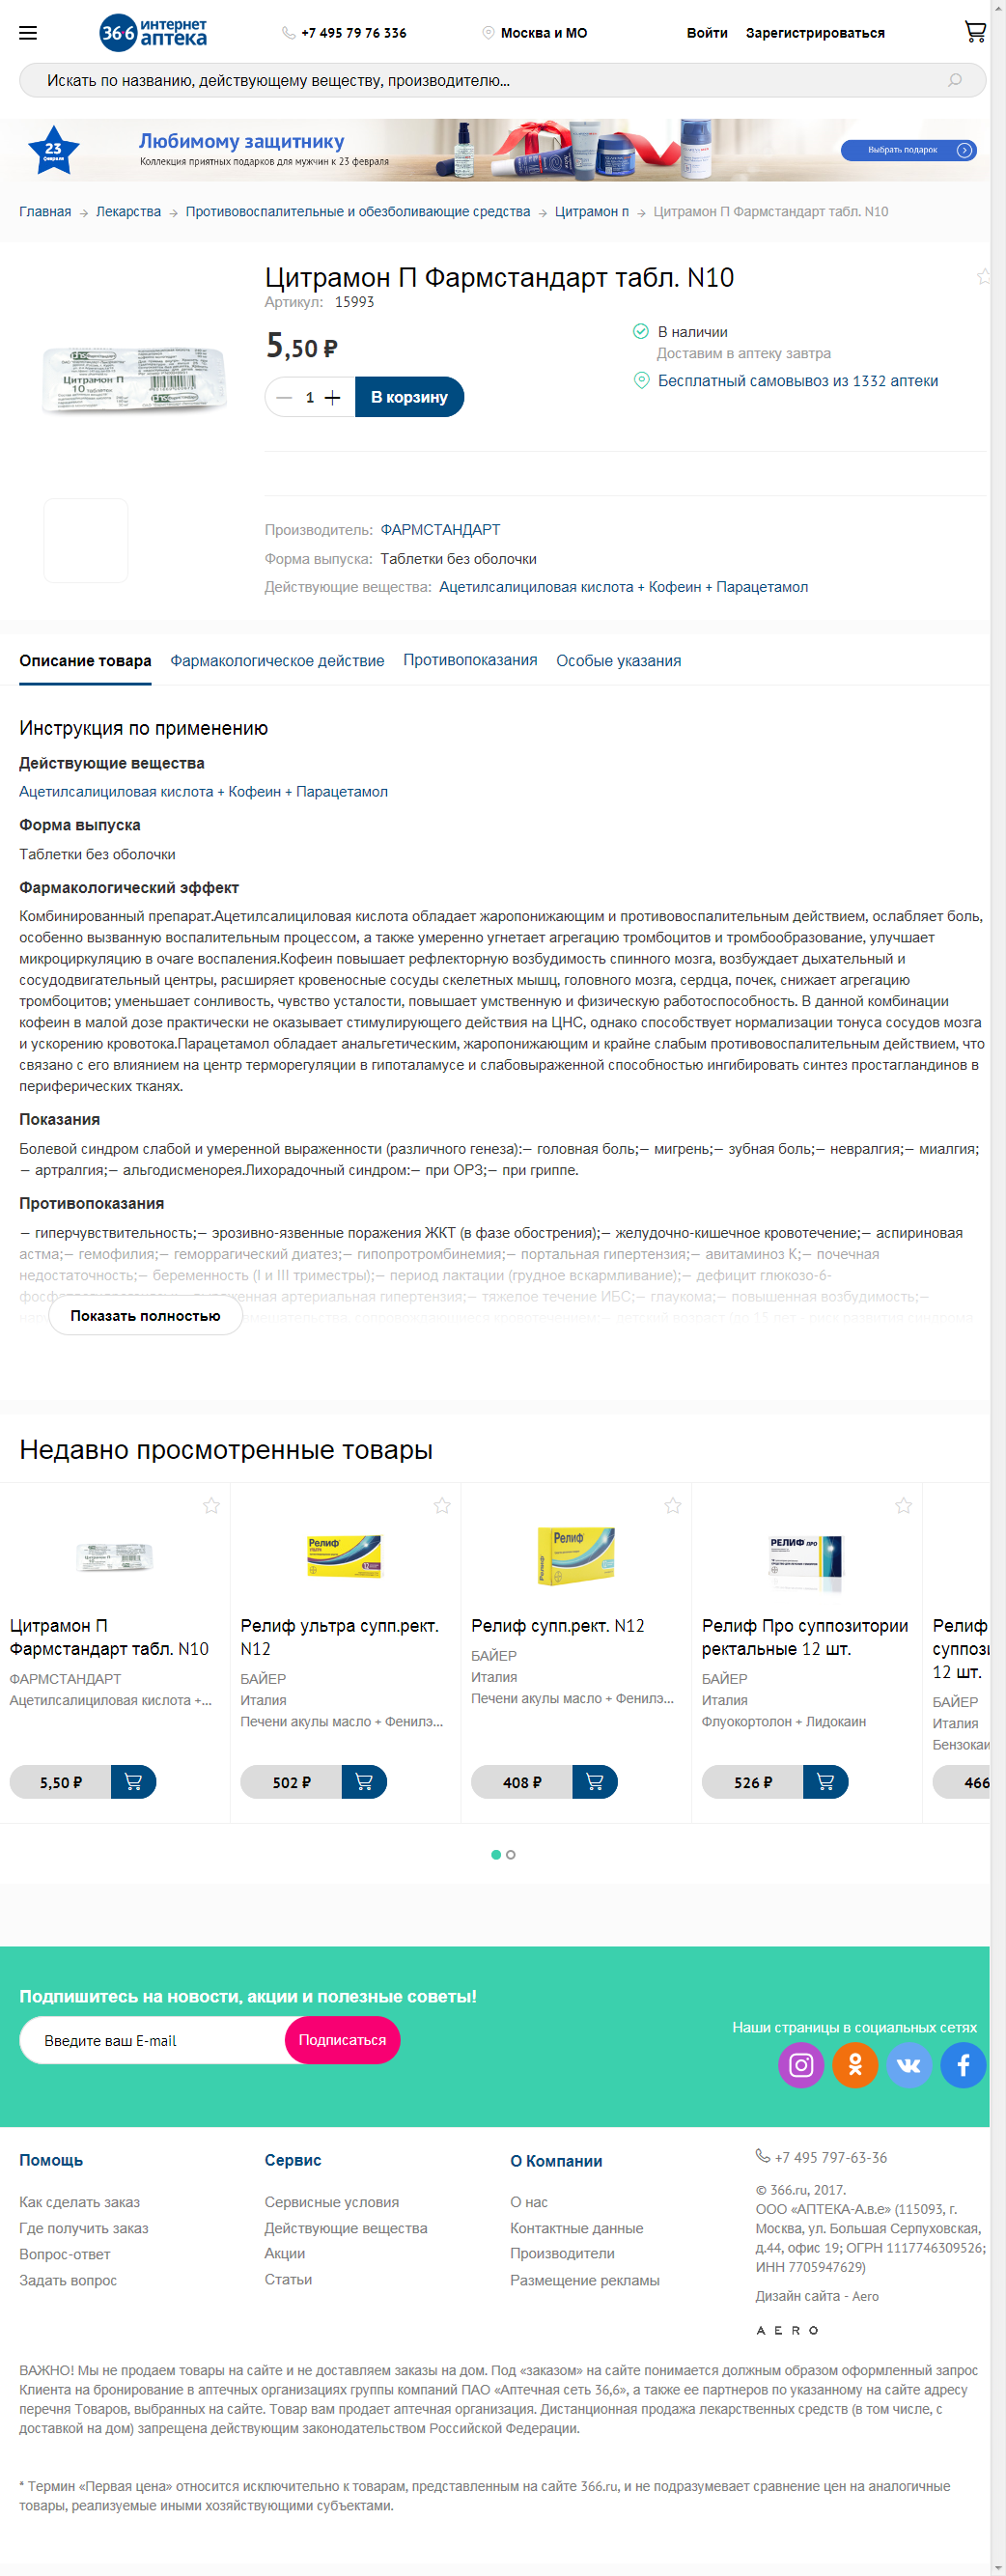 36·6 интернет аптека
+7 495 79 76 336
Москва и МО
Войти
Зарегистрироваться
Искать по названию, действующему веществу, производителю...
23 февраля
Любимому защитнику
Коллекция приятных подарков для мужчин к 23 февраля
Выбрать подарок
Главная → Лекарства → Противовоспалительные и обезболивающие средства → Цитрамон п → Цитрамон П Фармстандарт табл. N10
Цитрамон П Фармстандарт табл. N10
Артикул: 15993
5,50 ₽
1
В корзину
В наличии
Доставим в аптеку завтра
Бесплатный самовывоз из 1332 аптеки
Цитрамон П
10 таблеток
Производитель: ФАРМСТАНДАРТ
Форма выпуска: Таблетки без оболочки
Действующие вещества: Ацетилсалициловая кислота + Кофеин + Парацетамол
Описание товара
Фармакологическое действие
Противопоказания
Особые указания
Инструкция по применению
Действующие вещества
Ацетилсалициловая кислота + Кофеин + Парацетамол
Форма выпуска
Таблетки без оболочки
Фармакологический эффект
Комбинированный препарат.Ацетилсалициловая кислота обладает жаропонижающим и противовоспалительным действием, ослабляет боль,
особенно вызванную воспалительным процессом, а также умеренно угнетает агрегацию тромбоцитов и тромбообразование, улучшает
микроциркуляцию в очаге воспаления.Кофеин повышает рефлекторную возбудимость спинного мозга, возбуждает дыхательный и
сосудодвигательный центры, расширяет кровеносные сосуды скелетных мышц, головного мозга, сердца, почек, снижает агрегацию
тромбоцитов; уменьшает сонливость, чувство усталости, повышает умственную и физическую работоспособность. В данной комбинации
кофеин в малой дозе практически не оказывает стимулирующего действия на ЦНС, однако способствует нормализации тонуса сосудов мозга
и ускорению кровотока.Парацетамол обладает анальгетическим, жаропонижающим и крайне слабым противовоспалительным действием, что
связано с его влиянием на центр терморегуляции в гипоталамусе и слабовыраженной способностью ингибировать синтез простагландинов в
периферических тканях.
Показания
Болевой синдром слабой и умеренной выраженности (различного генеза):— головная боль;— мигрень;— зубная боль;— невралгия;— миалгия;
— артралгия;— альгодисменорея.Лихорадочный синдром:— при ОРЗ;— при гриппе.
Противопоказания
— гиперчувствительность;— эрозивно-язвенные поражения ЖКТ (в фазе обострения);— желудочно-кишечное кровотечение;— аспириновая
астма;— гемофилия;— геморрагический диатез;— гипопротромбинемия;— портальная гипертензия;— авитаминоз K;— почечная
недостаточность;— беременность (I и III триместры);— период лактации (грудное вскармливание);— дефицит глюкозо-6-
артериальная гипертензия;— тяжелое течение ИБС;— глаукома;— повышенная возбудимость;—
Показать полностью
Недавно просмотренные товары
Цитрамон П
Фармстандарт табл. N10
ФАРМСТАНДАРТ
Ацетилсалициловая кислота +...
5,50 ₽
Релиф
Релиф ультра супп.рект.
N12
БАЙЕР
Италия
Печени акулы масло + Фенилэ...
502 ₽
Релиф
Релиф супп.рект. N12
БАЙЕР
Италия
Печени акулы масло + Фенилэ...
408 ₽
РЕЛИФ ПРО
Релиф Про суппозитории
ректальные 12 шт.
БАЙЕР
Италия
Флуокортолон + Лидокаин
526 ₽
Релиф
суппоз
12 шт.
БАЙЕР
Италия
Бензокаи
466
Подпишитесь на новости, акции и полезные советы!
Введите ваш E-mail
Подписаться
Наши страницы в социальных сетях
Помощь
Как сделать заказ
Где получить заказ
Вопрос-ответ
Задать вопрос
Сервис
Сервисные условия
Действующие вещества
Акции
Статьи
О Компании
О нас
Контактные данные
Производители
Размещение рекламы
+7 495 797-63-36
© 366.ru, 2017.
ООО «АПТЕКА-А.в.е» (115093, г.
Москва, ул. Большая Серпуховская,
д.44, офис 19; ОГРН 1117746309526;
ИНН 7705947629)
Дизайн сайта - Aero
AERO
ВАЖНО! Мы не продаем товары на сайте и не доставляем заказы на дом. Под «заказом» на сайте понимается должным образом оформленный запрос
Клиента на бронирование в аптечных организациях группы компаний ПАО «Аптечная сеть 36,6», а также ее партнеров по указанному на сайте адресу
перечня Товаров, выбранных на сайте. Товар вам продает аптечная организация. Дистанционная продажа лекарственных средств (в том числе, с
доставкой на дом) запрещена действующим законодательством Российской Федерации.
* Термин «Первая цена» относится исключительно к товарам, представленным на сайте 366.ru, и не подразумевает сравнение цен на аналогичные
товары, реализуемые иными хозяйствующими субъектами.